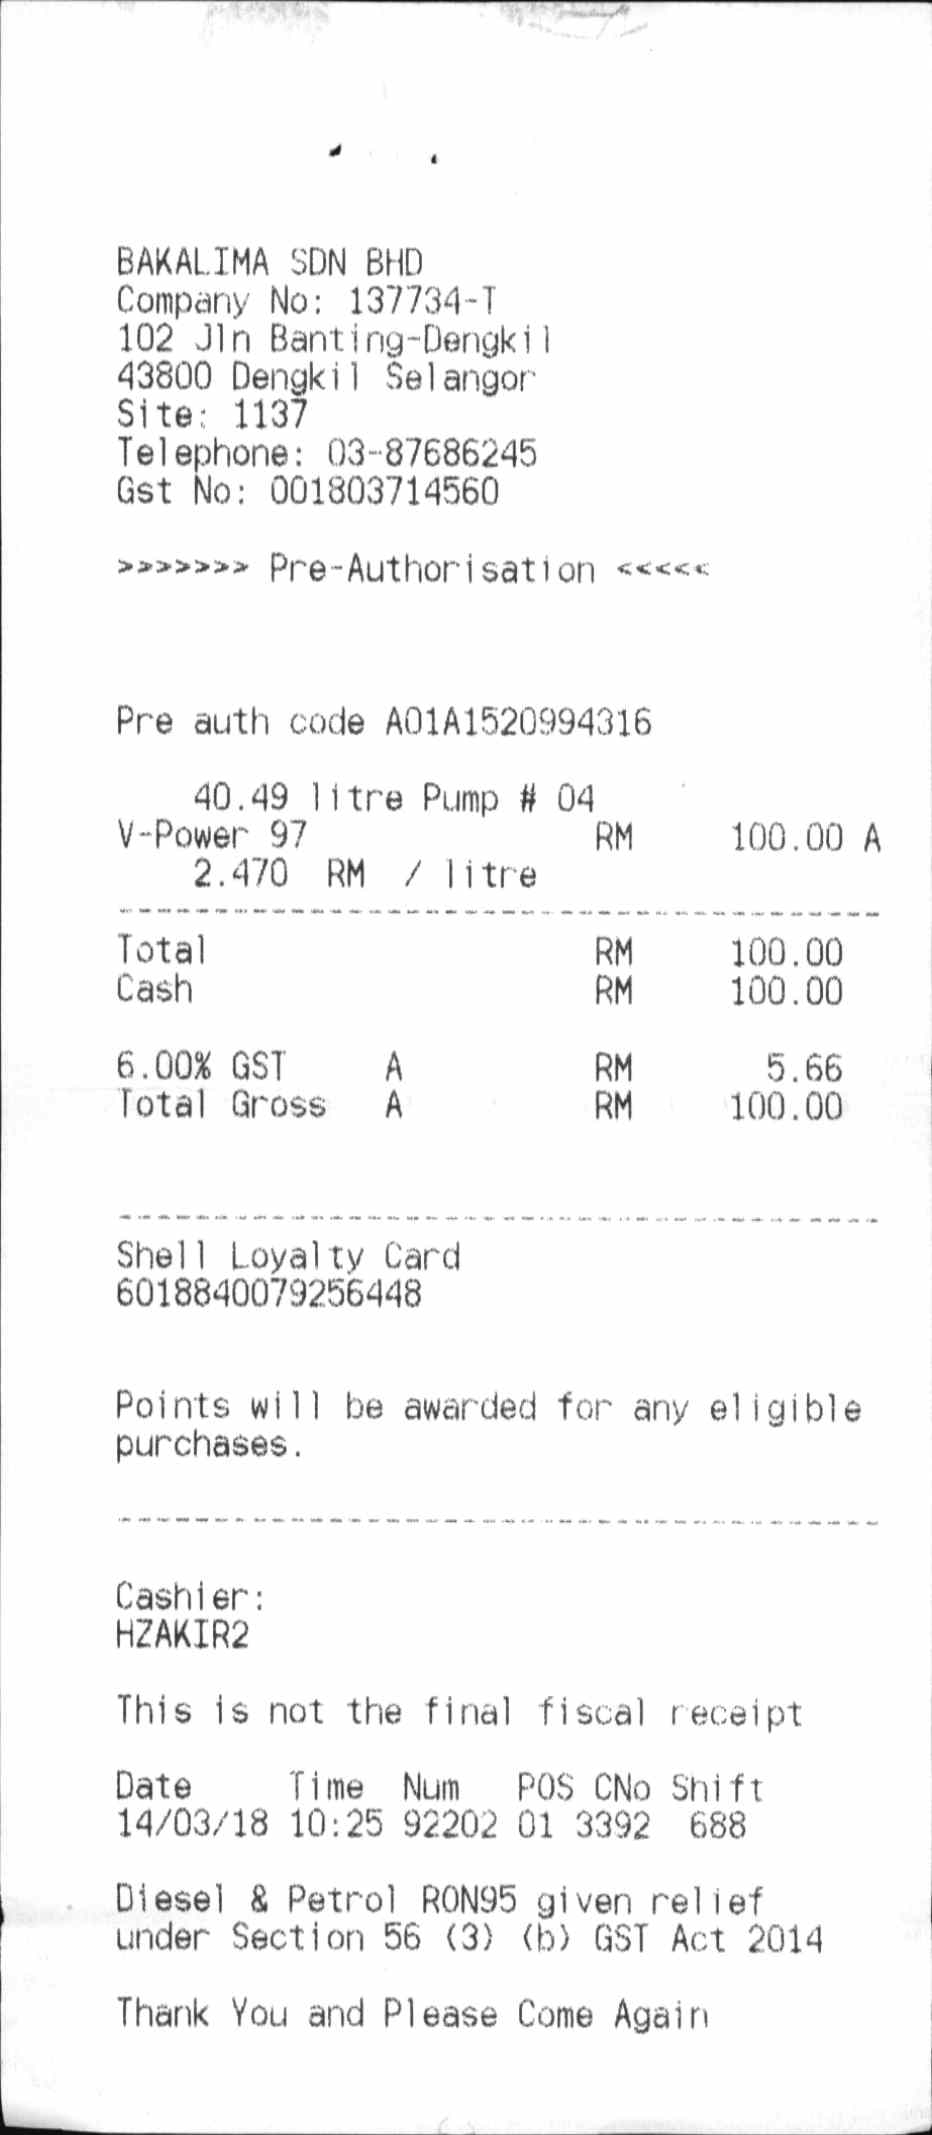 BAKALIMA SDN BHD
Company No: 137734-T
102 Jln Banting-Dengkil
43800 Dengkil Selangor
Site: 1137
Telephone: 03-87686245
Gst No: 001803714560
>>>>>>> Pre-Authorisation <<<<<
Pre auth code A01A1520994316
40.49 litre Pump # 04
V-Power 97 RM 100.00 A
2.470 RM / litre
Total RM 100.00
Cash RM 100.00
6.00% GST A RM 5.66
Total Gross A RM 100.00
Shell Loyalty Card
6018840079256448
Points will be awarded for any eligible
purchases.
Cashier:
HZAKIR2
This is not the final fiscal receipt
Date Time Num POS CNo Shift
14/03/18 10:25 92202 01 3392 688
Diesel & Petrol RON95 given relief
under Section 56 (3) (b) GST Act 2014
Thank You and Please Come Again